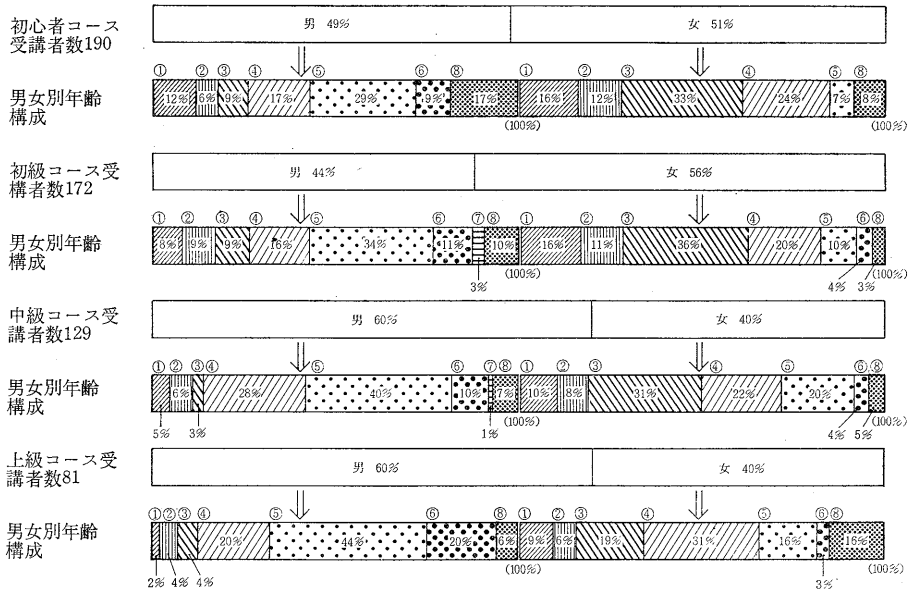 初心者コース
受講者数190
男 49% 女 51%
① ② ③ ④ ⑤ ⑥ ⑧ ① ② ③ ④ ⑤ ⑧
男女別年齢
構成
12% 6% 9% 17% 29% 9% 17% 16% 12% 33% 24% 7% 8%
(100%) (100%)
初級コース受
構者数172
男 44% 女 56%
① ② ③ ④ ⑤ ⑥ ⑦ ⑧ ① ② ③ ④ ⑤ ⑥ ⑧
男女別年齢
構成
8% 9% 9% 16% 34% 11% 10% 16% 11% 36% 20% 10%
(100%) (100%)
3% 4% 3%
中級コース受
講者数129
男 60% 女 40%
① ② ③ ④ ⑤ ⑥ ⑦ ⑧ ① ② ③ ④ ⑤ ⑥ ⑧
男女別年齢
構成
6% 28% 40% 10% 7% 10% 8% 31% 22% 20%
(100%) (100%)
5% 3% 1% 4% 5%
上級コース受
講者数81
男 60% 女 40%
① ② ③ ④ ⑤ ⑥ ⑧ ① ② ③ ④ ⑤ ⑥ ⑧
男女別年齢
構成
20% 44% 20% 6% 9% 6% 19% 31% 16% 16%
(100%) (100%)
2% 4% 4% 3%